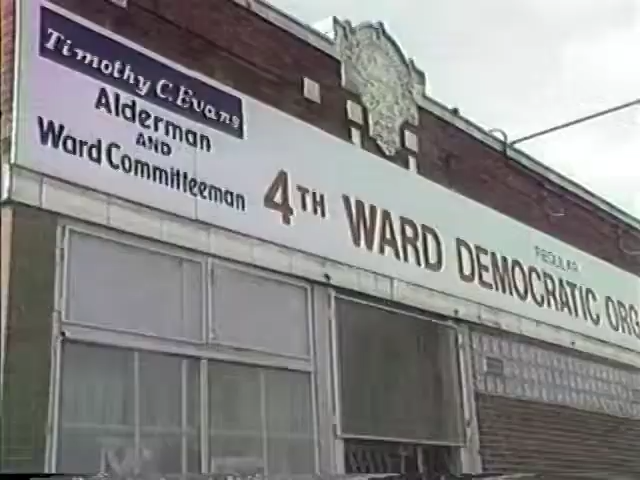 Timothy C. Evans
Alderman
AND
Ward Committeeman
4TH WARD REGULAR DEMOCRATIC ORG